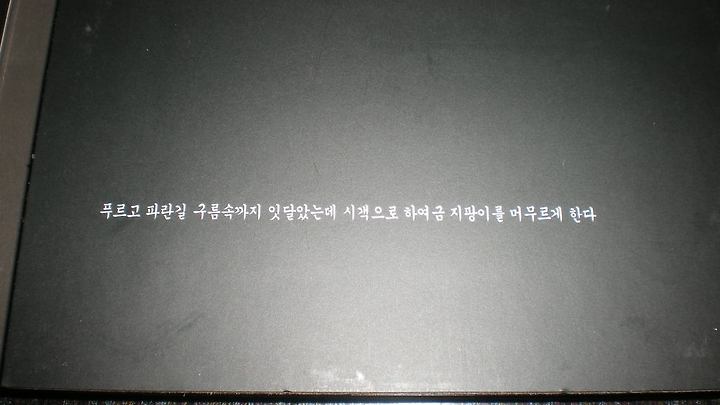 푸르고 파란길 구름속까지 잇달았는데 시객으로 하여금 지팡이를 머무르게 한다